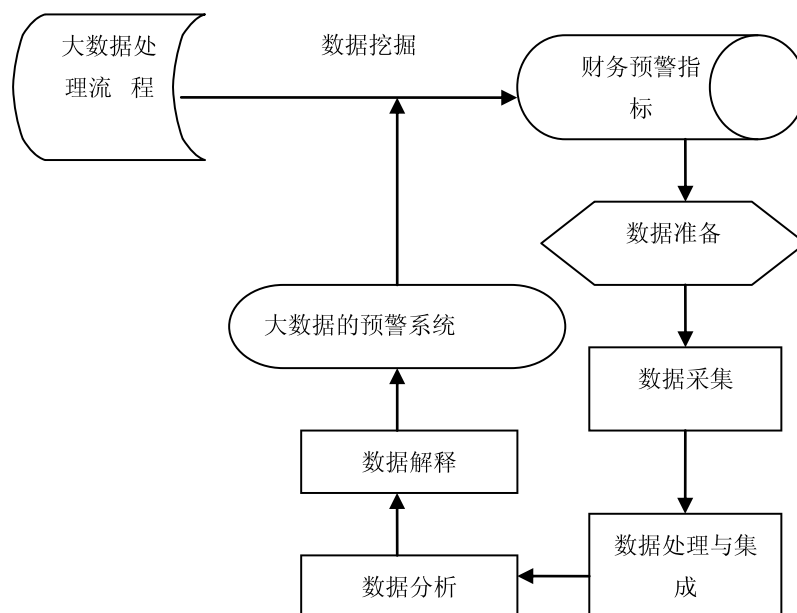 大数据处
理流 程
数据挖掘
财务预警指
标
数据准备
大数据的预警系统
数据采集
数据解释
数据处理与集
成
数据分析